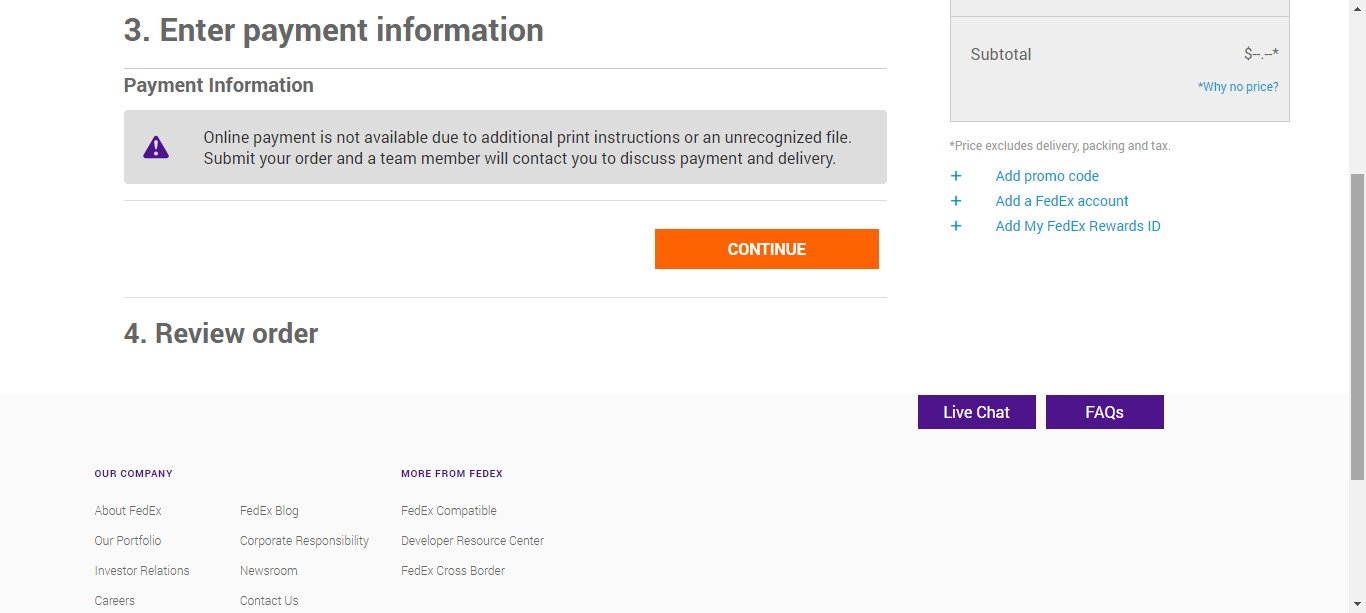 3. Enter payment information
Payment Information
Online payment is not available due to additional print instructions or an unrecognized file.
Submit your order and a team member will contact you to discuss payment and delivery.
CONTINUE
4. Review order
Subtotal $--.--*
*Why no price?
*Price excludes delivery, packing and tax.
+ Add promo code
+ Add a FedEx account
+ Add My FedEx Rewards ID
Live Chat FAQs
OUR COMPANY
About FedEx
Our Portfolio
Investor Relations
Careers
FedEx Blog
Corporate Responsibility
Newsroom
Contact Us
MORE FROM FEDEX
FedEx Compatible
Developer Resource Center
FedEx Cross Border